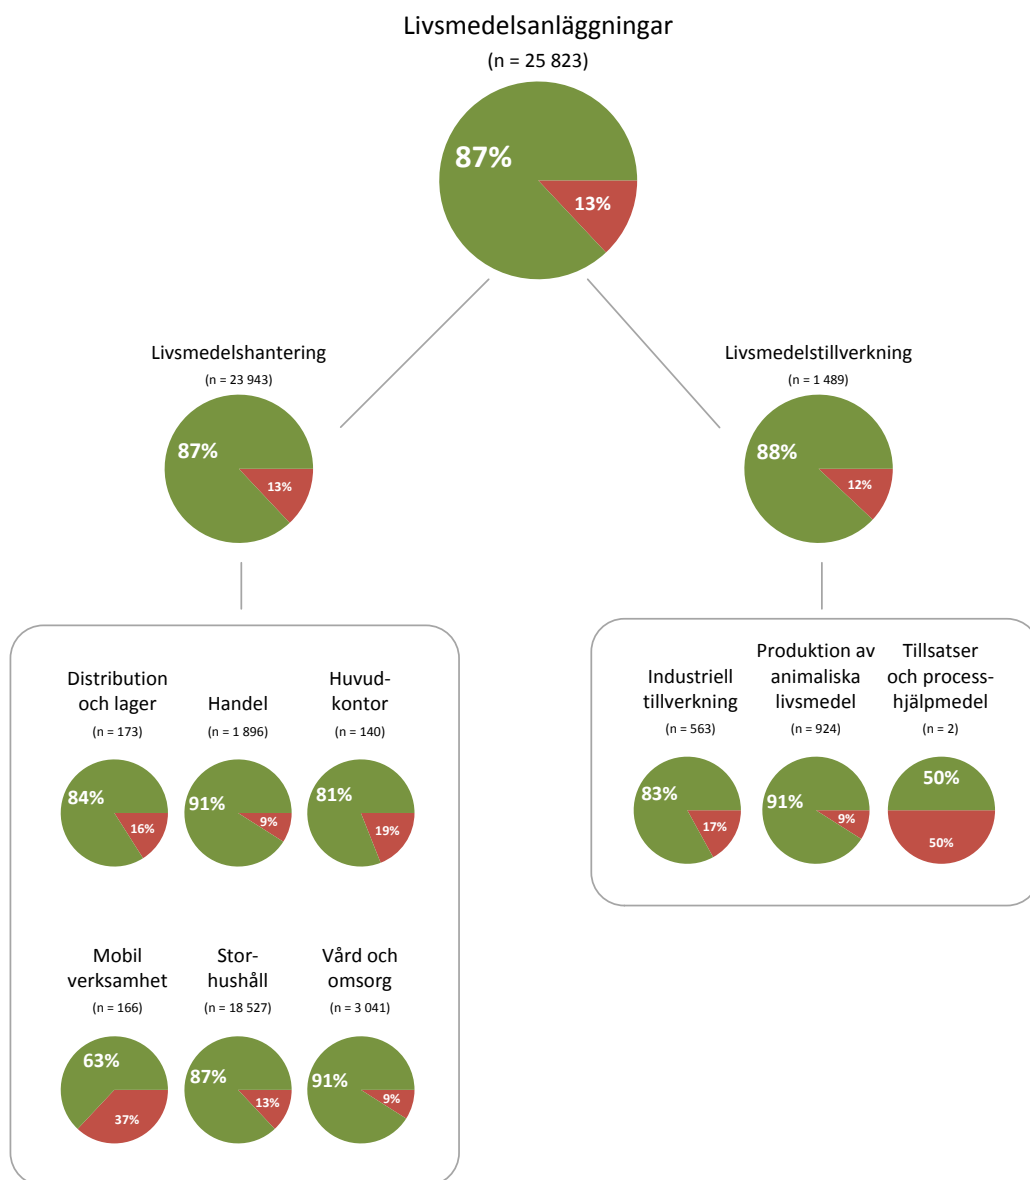 Livsmedelsanläggningar
(n = 25 823)
87%
13%
Livsmedelshantering
(n = 23 943)
87%
13%
Livsmedelstillverkning
(n = 1 489)
88%
12%
Distribution
och lager
(n = 173)
84%
16%
Handel
(n = 1 896)
91%
9%
Huvud-
kontor
(n = 140)
81%
19%
Mobil
verksamhet
(n = 166)
63%
37%
Stor-
hushåll
(n = 18 527)
87%
13%
Vård och
omsorg
(n = 3 041)
91%
9%
Industriell
tillverkning
(n = 563)
83%
17%
Produktion av
animaliska
livsmedel
(n = 924)
91%
9%
Tillsatser
och process-
hjälpmedel
(n = 2)
50%
50%